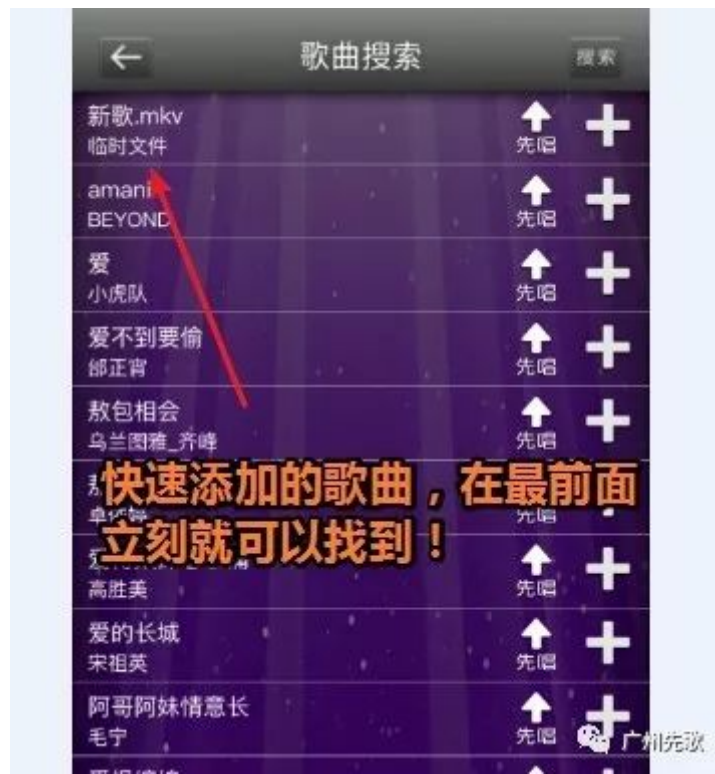 歌曲搜索
搜索
新歌.mkv
临时文件
先唱
amani
BEYOND
先唱
爱
小虎队
先唱
爱不到要偷
邰正宵
先唱
敖包相会
乌兰图雅_齐峰
先唱
快速添加的歌曲,在最前面
立刻就可以找到!
先唱
高胜美
先唱
爱的长城
宋祖英
先唱
阿哥阿妹情意长
毛宁
先唱
广州先歌